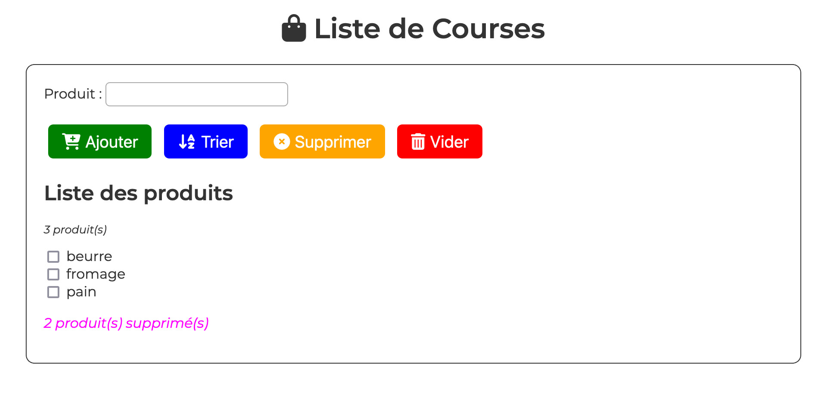 Liste de Courses
Produit :
Ajouter Trier Supprimer Vider
Liste des produits
3 produit(s)
beurre
fromage
pain
2 produit(s) supprimé(s)